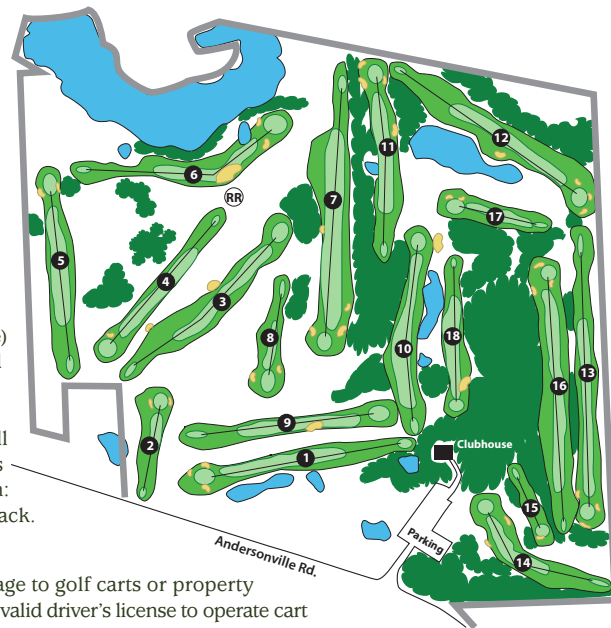 11
12
6
RR
7
17
5
4
3
8
10
18
16
13
e)
9
2
1
Clubhouse
ll
s
n:
ack.
15
Parking
14
Andersonville Rd.
age to golf carts or property
valid driver's license to operate cart